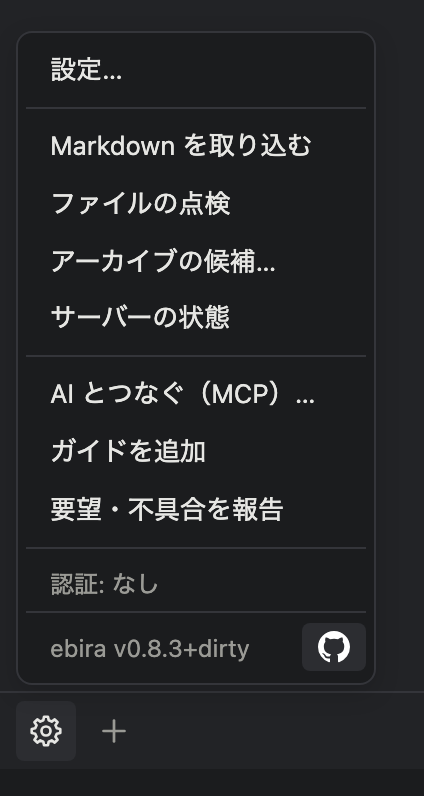 設定...
Markdown を取り込む
ファイルの点検
アーカイブの候補...
サーバーの状態
AI とつなぐ（MCP）...
ガイドを追加
要望・不具合を報告
認証: なし
ebira v0.8.3+dirty